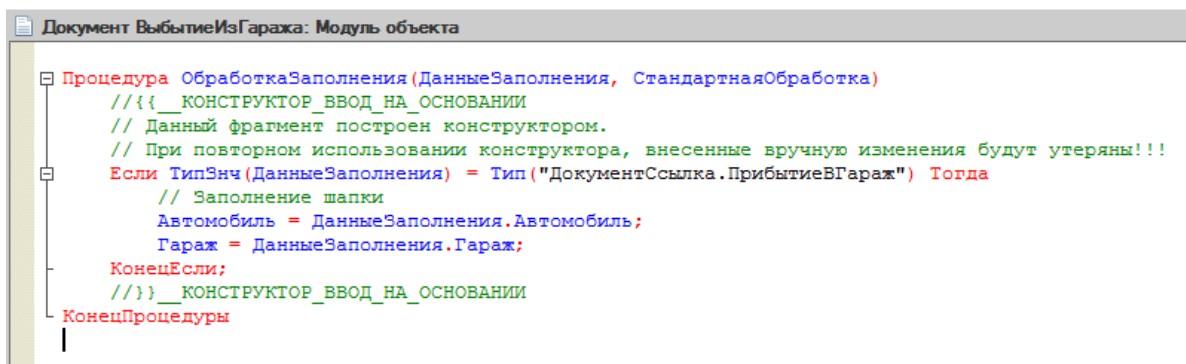 Документ ВыбытиеИзГаража: Модуль объекта
Процедура ОбработкаЗаполнения(ДанныеЗаполнения, СтандартнаяОбработка)
//{{__КОНСТРУКТОР_ВВОД_НА_ОСНОВАНИИ
// Данный фрагмент построен конструктором.
// При повторном использовании конструктора, внесенные вручную изменения будут утеряны!!!
Если ТипЗнч(ДанныеЗаполнения) = Тип("ДокументСсылка.ПрибытиеВГараж") Тогда
// Заполнение шапки
Автомобиль = ДанныеЗаполнения.Автомобиль;
Гараж = ДанныеЗаполнения.Гараж;
КонецЕсли;
//}}__КОНСТРУКТОР_ВВОД_НА_ОСНОВАНИИ
КонецПроцедуры